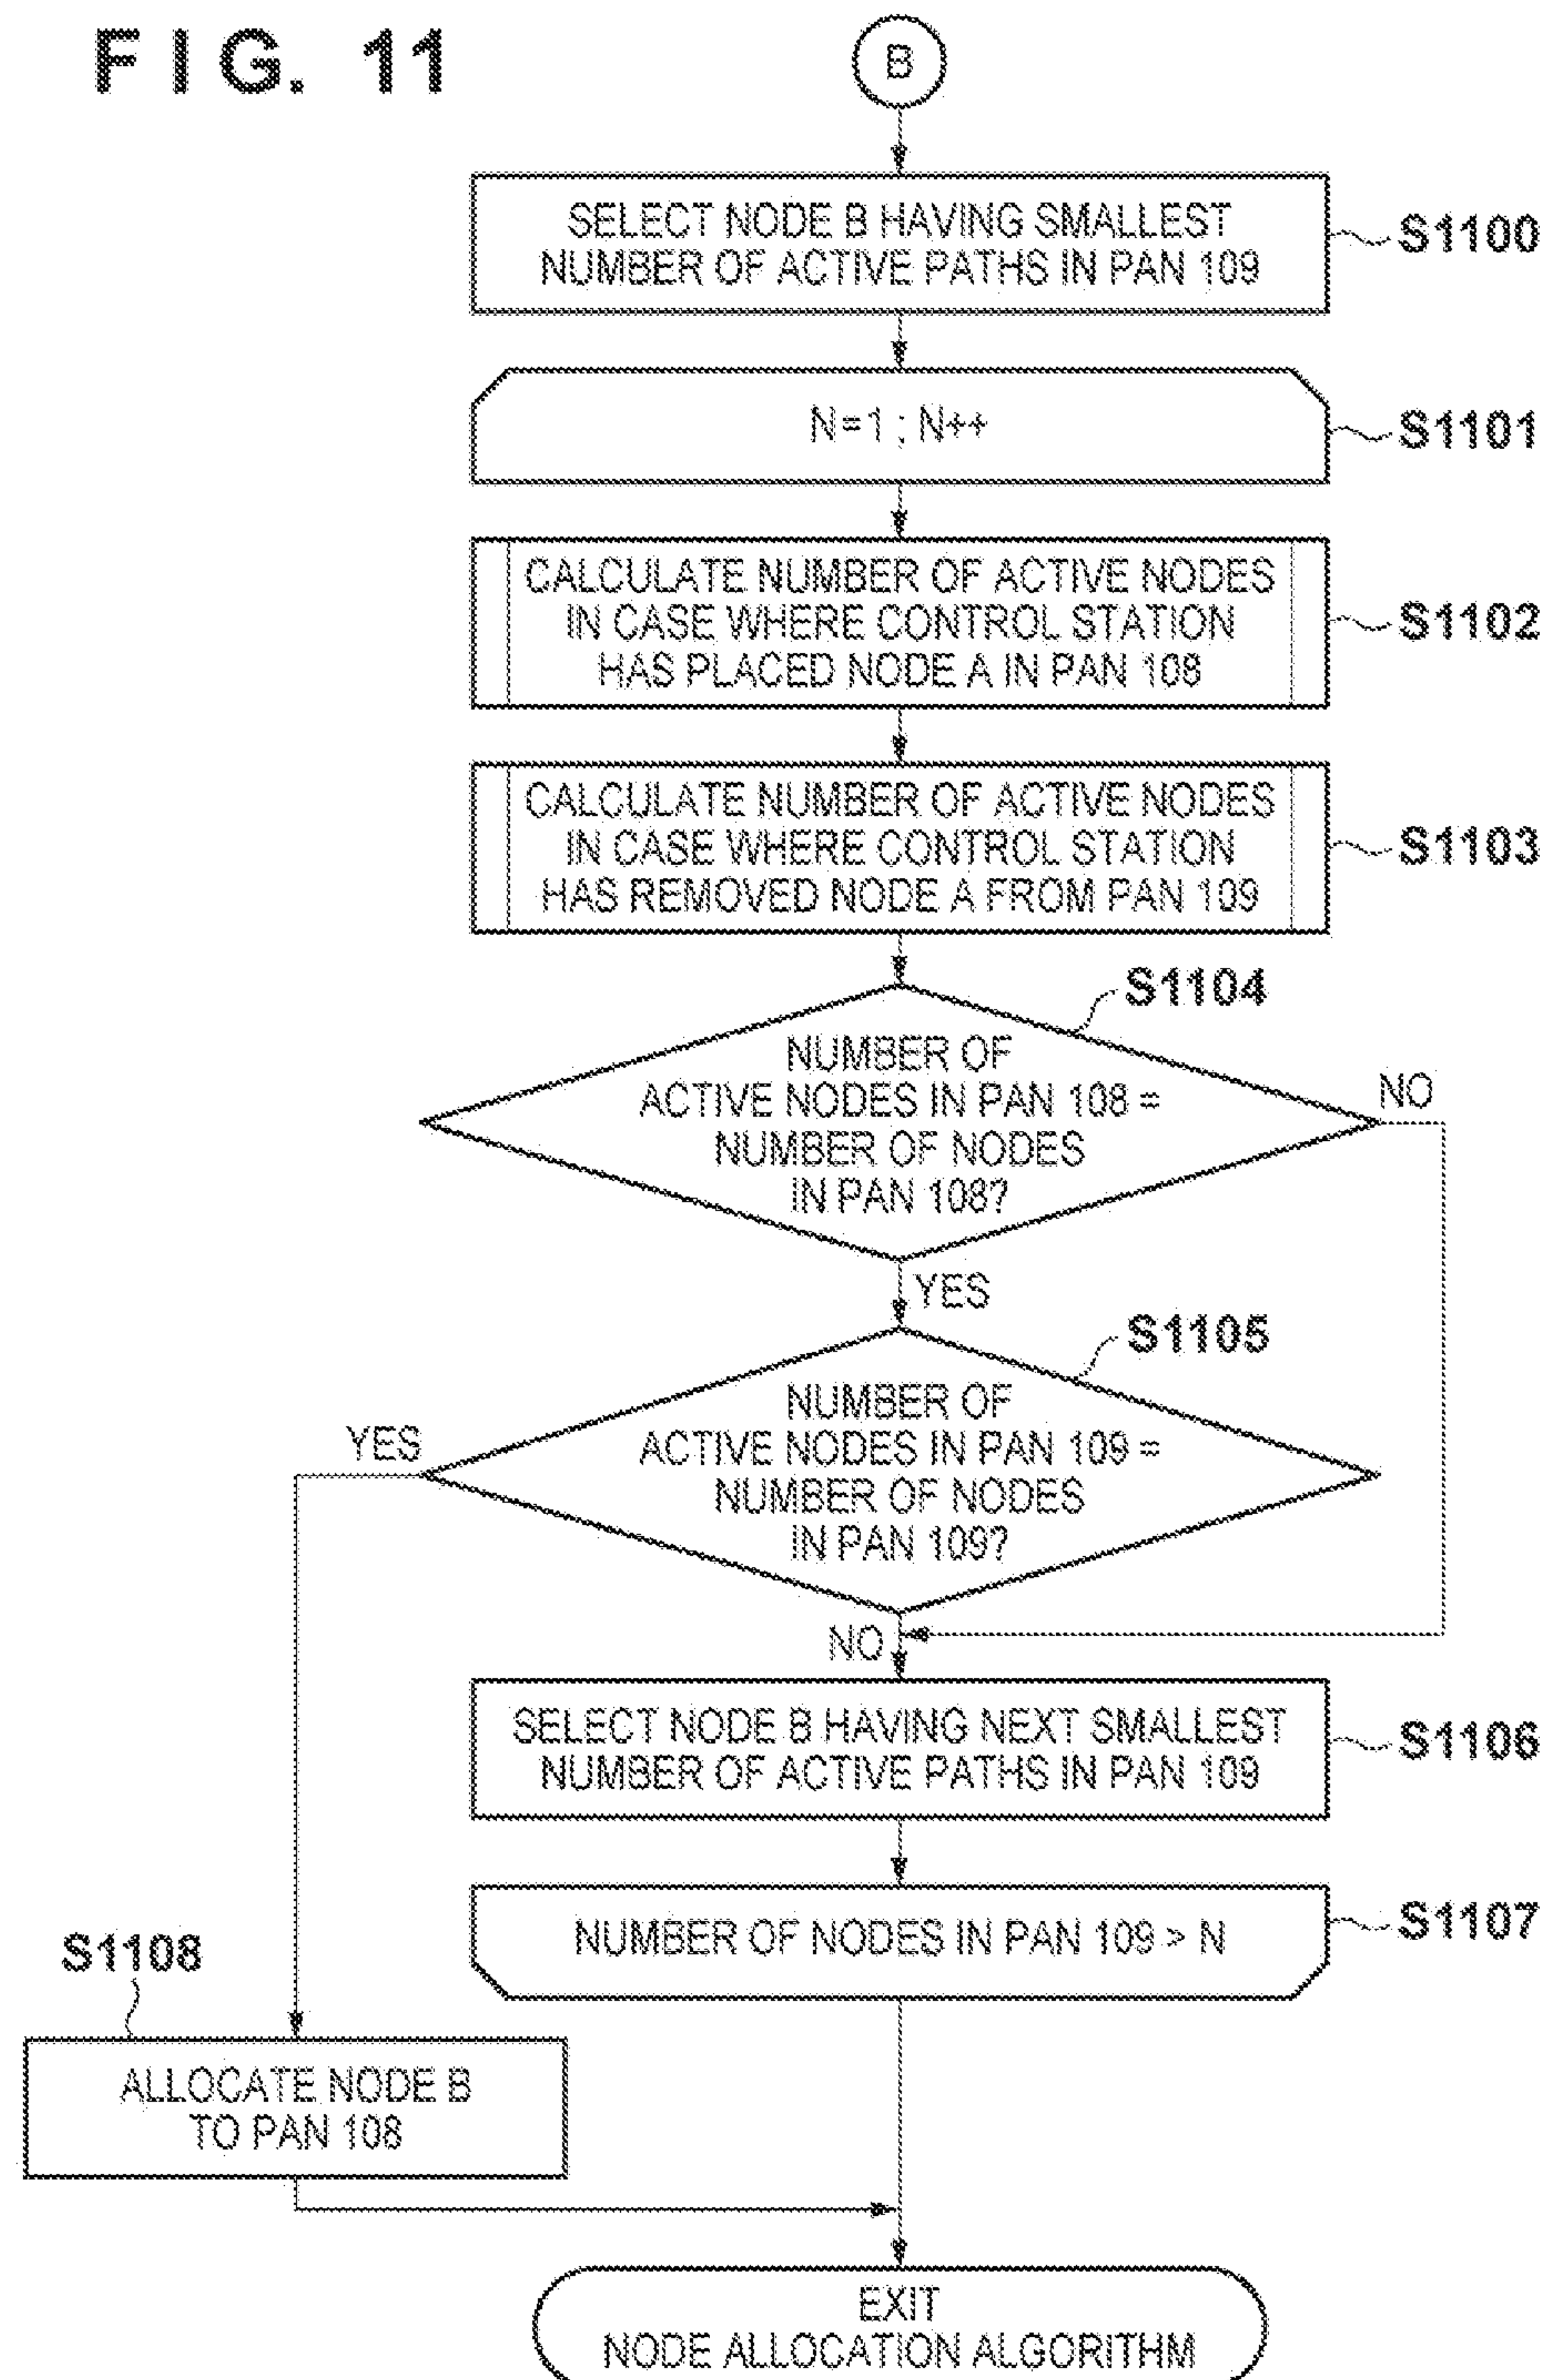 FIG. 11
B
SELECT NODE B HAVING SMALLEST
NUMBER OF ACTIVE PATHS IN PAN 109
S1100
N=1 ; N++
S1101
CALCULATE NUMBER OF ACTIVE NODES
IN CASE WHERE CONTROL STATION
HAS PLACED NODE A IN PAN 108
S1102
CALCULATE NUMBER OF ACTIVE NODES
IN CASE WHERE CONTROL STATION
HAS REMOVED NODE A FROM PAN 109
S1103
S1104
NUMBER OF
ACTIVE NODES IN PAN 108 =
NUMBER OF NODES
IN PAN 108?
NO
YES
S1105
NUMBER OF
ACTIVE NODES IN PAN 109 =
NUMBER OF NODES
IN PAN 109?
YES
NO
SELECT NODE B HAVING NEXT SMALLEST
NUMBER OF ACTIVE PATHS IN PAN 109
S1106
NUMBER OF NODES IN PAN 109 > N
S1107
S1108
ALLOCATE NODE B
TO PAN 108
EXIT
NODE ALLOCATION ALGORITHM